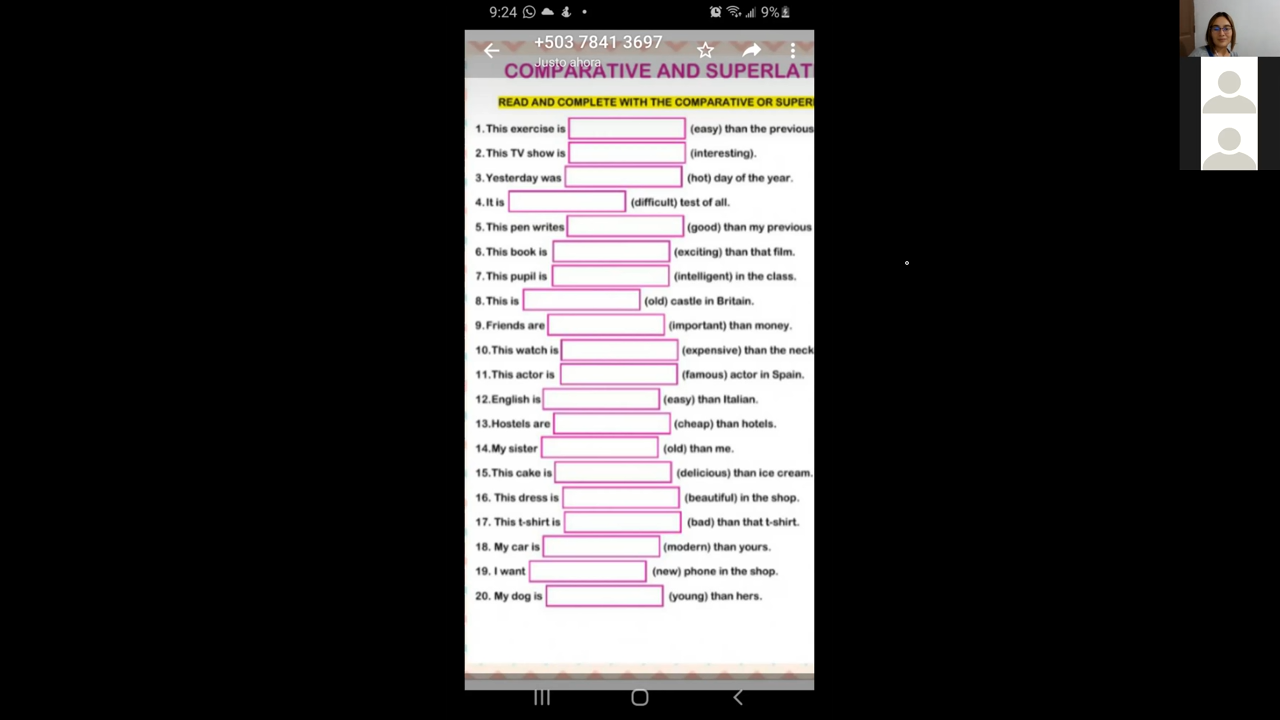 9:24
9%
+503 7841 3697
Justo ahora
COMPARATIVE AND SUPERLAT
READ AND COMPLETE WITH THE COMPARATIVE OR SUPER
1.This exercise is (easy) than the previous
2.This TV show is (interesting).
3.Yesterday was (hot) day of the year.
4.It is (difficult) test of all.
5.This pen writes (good) than my previous
6.This book is (exciting) than that film.
7.This pupil is (intelligent) in the class.
8.This is (old) castle in Britain.
9.Friends are (important) than money.
10.This watch is (expensive) than the neck
11.This actor is (famous) actor in Spain.
12.English is (easy) than Italian.
13.Hostels are (cheap) than hotels.
14.My sister (old) than me.
15.This cake is (delicious) than ice cream.
16. This dress is (beautiful) in the shop.
17. This t-shirt is (bad) than that t-shirt.
18. My car is (modern) than yours.
19. I want (new) phone in the shop.
20. My dog is (young) than hers.